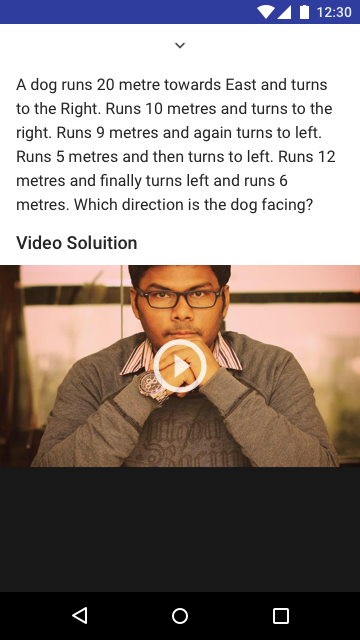 12:30
A dog runs 20 metre towards East and turns
to the Right. Runs 10 metres and turns to the
right. Runs 9 metres and again turns to left.
Runs 5 metres and then turns to left. Runs 12
metres and finally turns left and runs 6
metres. Which direction is the dog facing?
Video Soluition